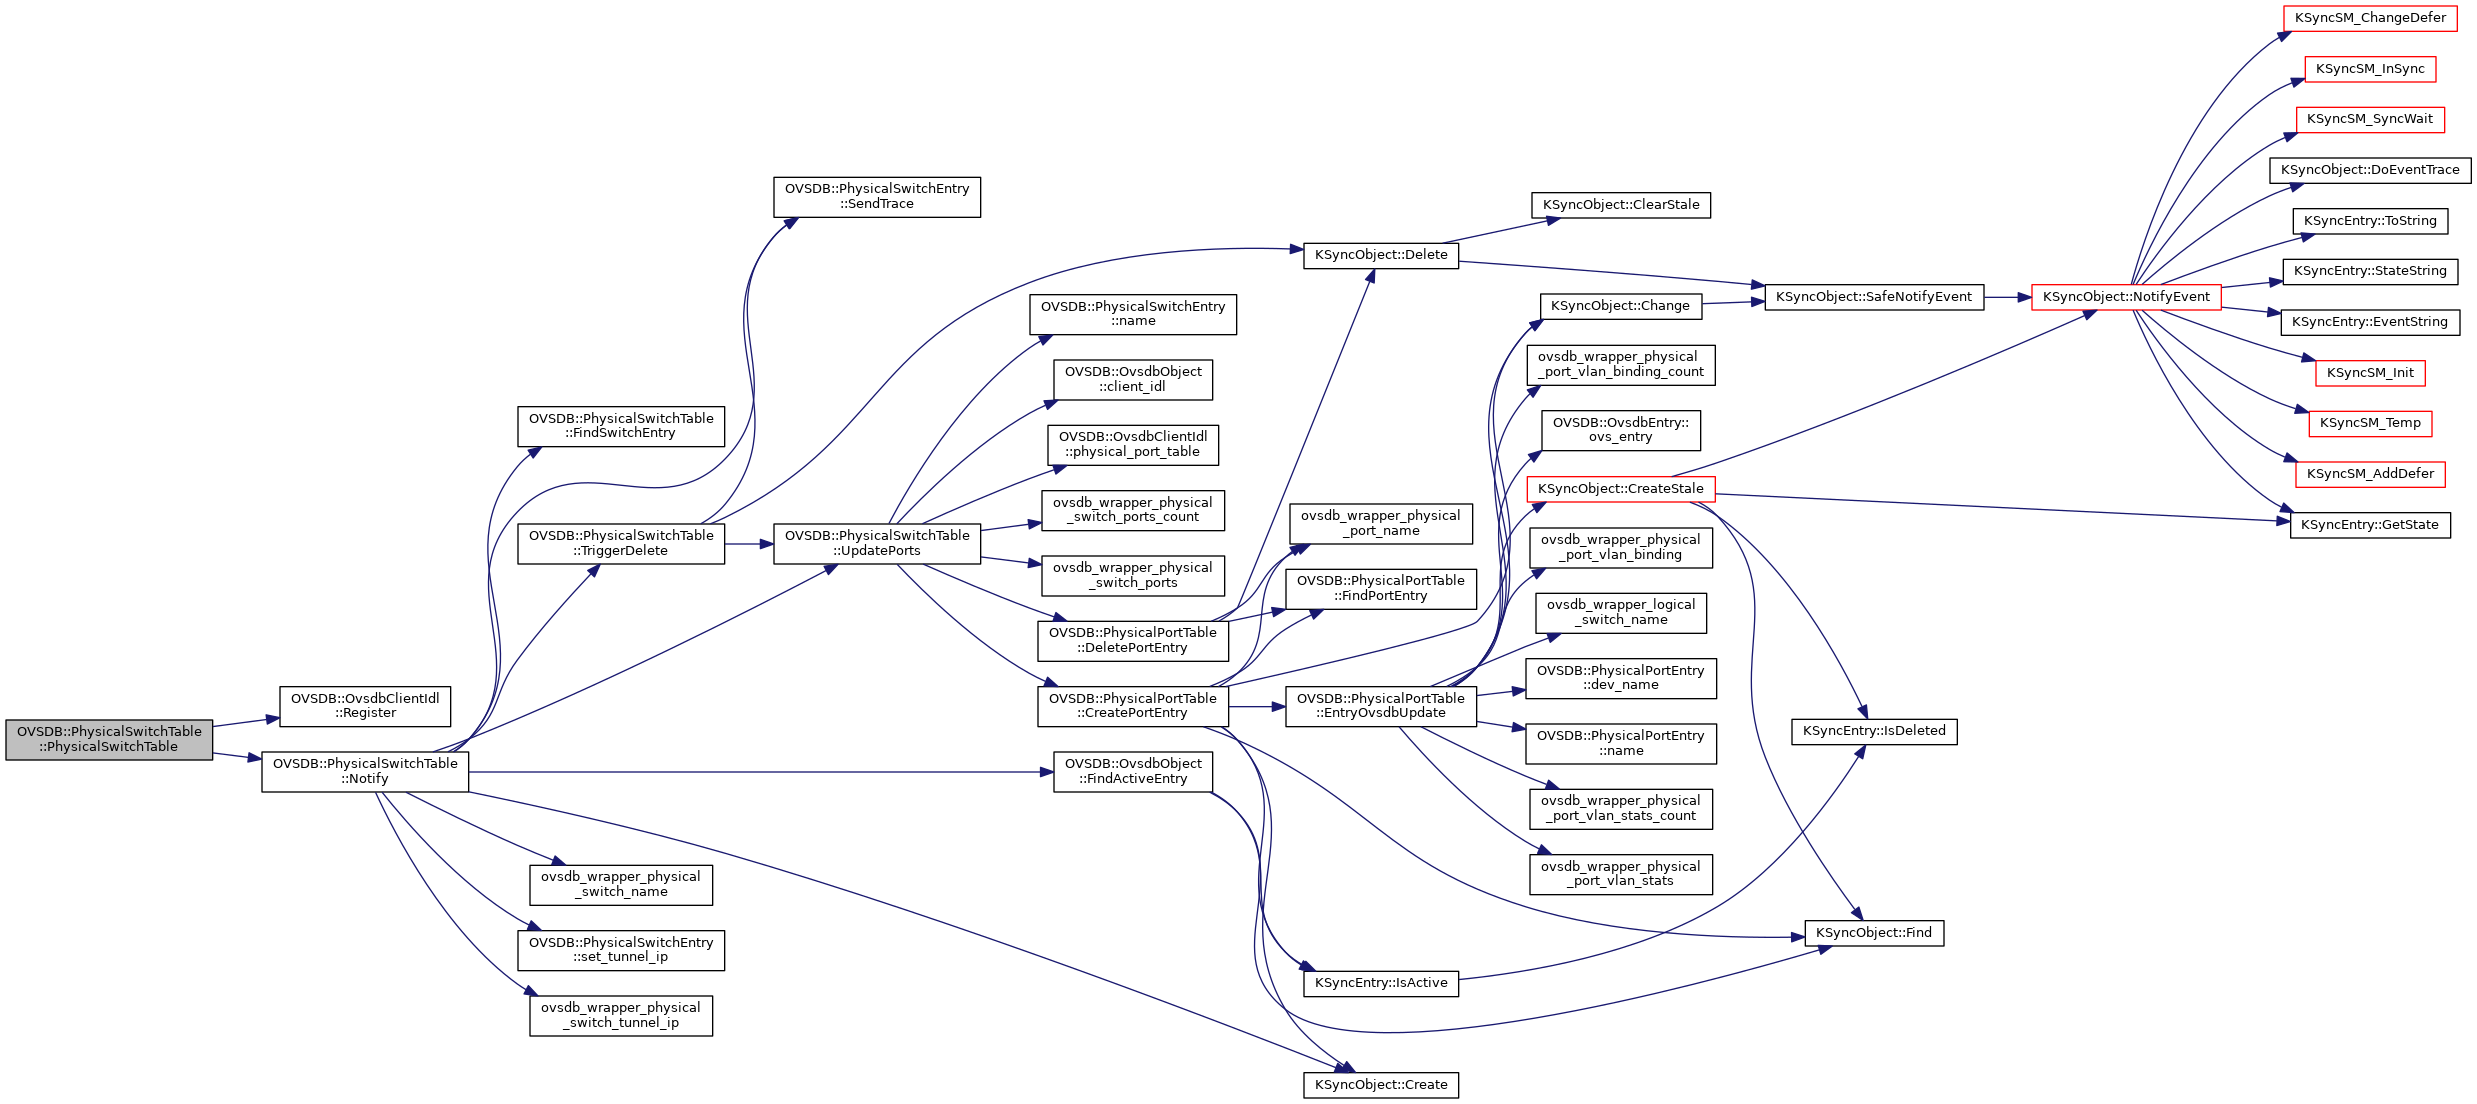 OVSDB::PhysicalSwitchTable
::PhysicalSwitchTable
OVSDB::OvsdbClientIdl
::Register
OVSDB::PhysicalSwitchTable
::Notify
OVSDB::PhysicalSwitchTable
::FindSwitchEntry
OVSDB::PhysicalSwitchTable
::TriggerDelete
ovsdb_wrapper_physical
_switch_name
OVSDB::PhysicalSwitchEntry
::set_tunnel_ip
ovsdb_wrapper_physical
_switch_tunnel_ip
OVSDB::PhysicalSwitchEntry
::SendTrace
OVSDB::PhysicalSwitchTable
::UpdatePorts
OVSDB::PhysicalSwitchEntry
::name
OVSDB::OvsdbObject
::client_idl
OVSDB::OvsdbClientIdl
::physical_port_table
ovsdb_wrapper_physical
_switch_ports_count
ovsdb_wrapper_physical
_switch_ports
OVSDB::PhysicalPortTable
::DeletePortEntry
OVSDB::PhysicalPortTable
::CreatePortEntry
OVSDB::OvsdbObject
::FindActiveEntry
KSyncObject::Delete
ovsdb_wrapper_physical
_port_name
OVSDB::PhysicalPortTable
::FindPortEntry
OVSDB::PhysicalPortTable
::EntryOvsdbUpdate
KSyncEntry::IsActive
KSyncObject::Create
KSyncObject::ClearStale
KSyncObject::Change
ovsdb_wrapper_physical
_port_vlan_binding_count
OVSDB::OvsdbEntry::
ovs_entry
KSyncObject::CreateStale
ovsdb_wrapper_physical
_port_vlan_binding
ovsdb_wrapper_logical
_switch_name
OVSDB::PhysicalPortEntry
::dev_name
OVSDB::PhysicalPortEntry
::name
ovsdb_wrapper_physical
_port_vlan_stats_count
ovsdb_wrapper_physical
_port_vlan_stats
KSyncObject::SafeNotifyEvent
KSyncEntry::IsDeleted
KSyncObject::Find
KSyncObject::NotifyEvent
KSyncSM_ChangeDefer
KSyncSM_InSync
KSyncSM_SyncWait
KSyncObject::DoEventTrace
KSyncEntry::ToString
KSyncEntry::StateString
KSyncEntry::EventString
KSyncSM_Init
KSyncSM_Temp
KSyncSM_AddDefer
KSyncEntry::GetState